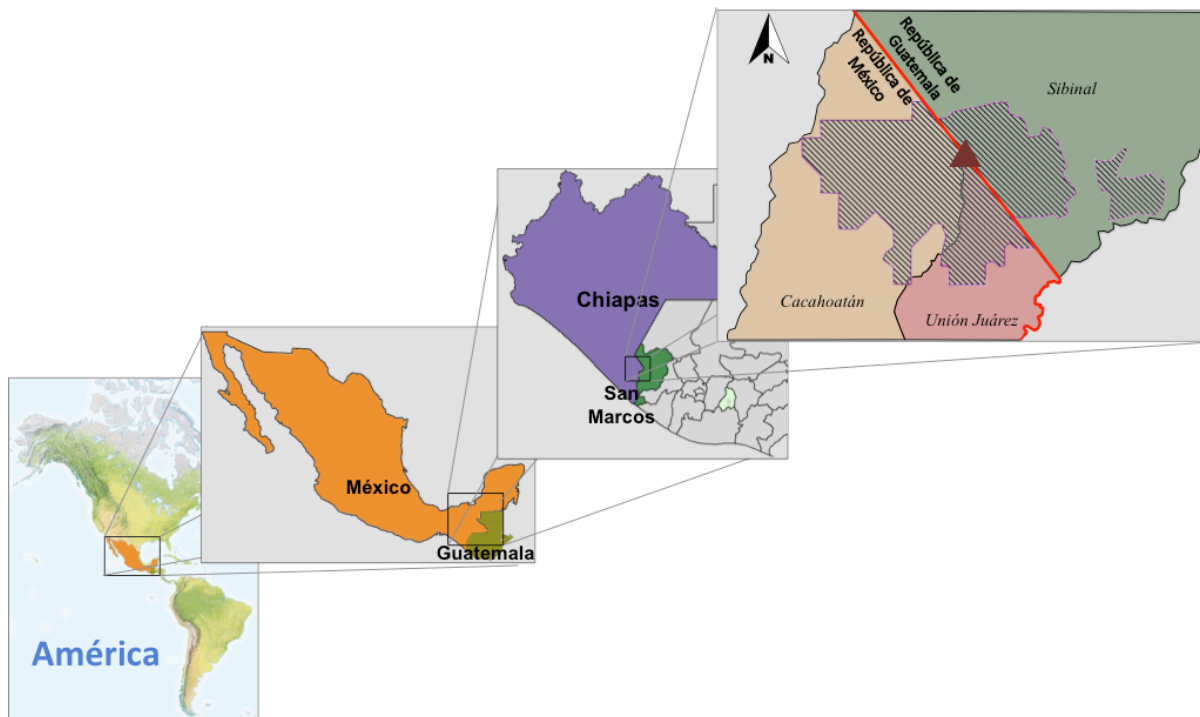 América
México
Guatemala
Chiapas
San
Marcos
N
República de
Guatemala
República de
México
Sibinal
Cacahoatán
Unión Juárez